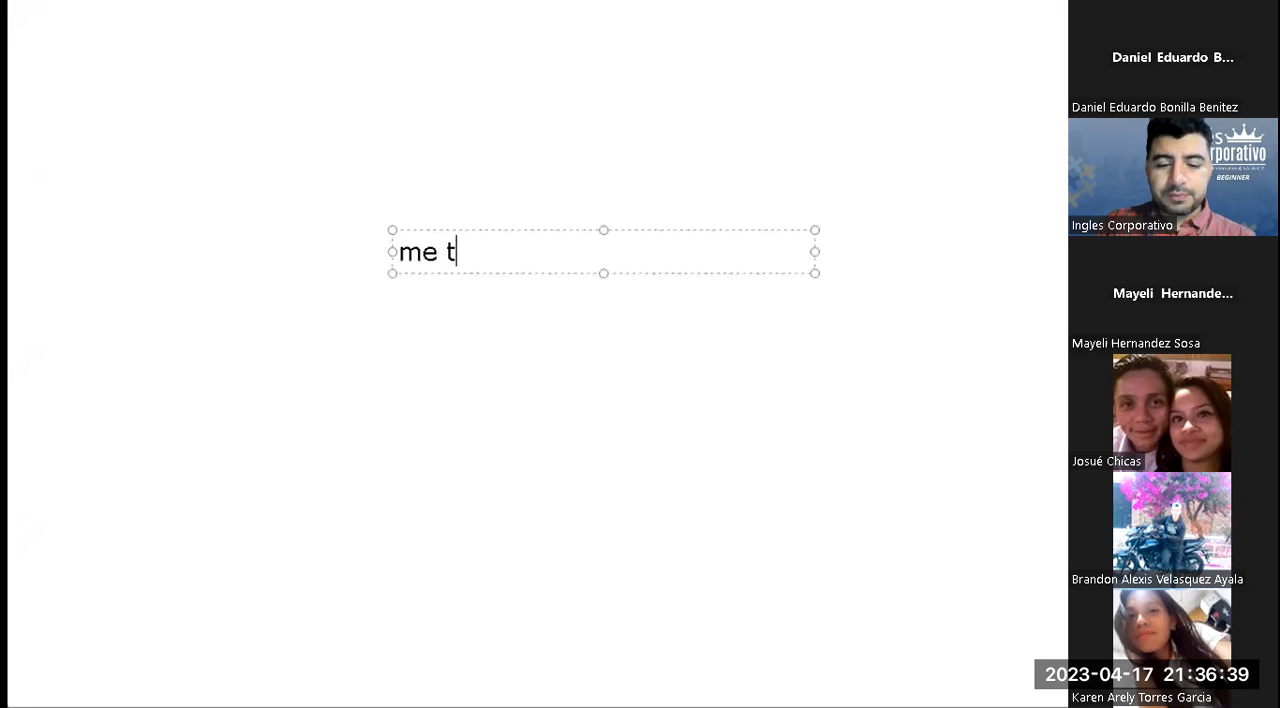 me t
Daniel Eduardo B...
Daniel Eduardo Bonilla Benitez
BEGINNER
Ingles Corporativo
Mayeli Hernande...
Mayeli Hernandez Sosa
Josué Chicas
Brandon Alexis Velasquez Ayala
2023-04-17 21:36:39
Karen Arely Torres Garcia